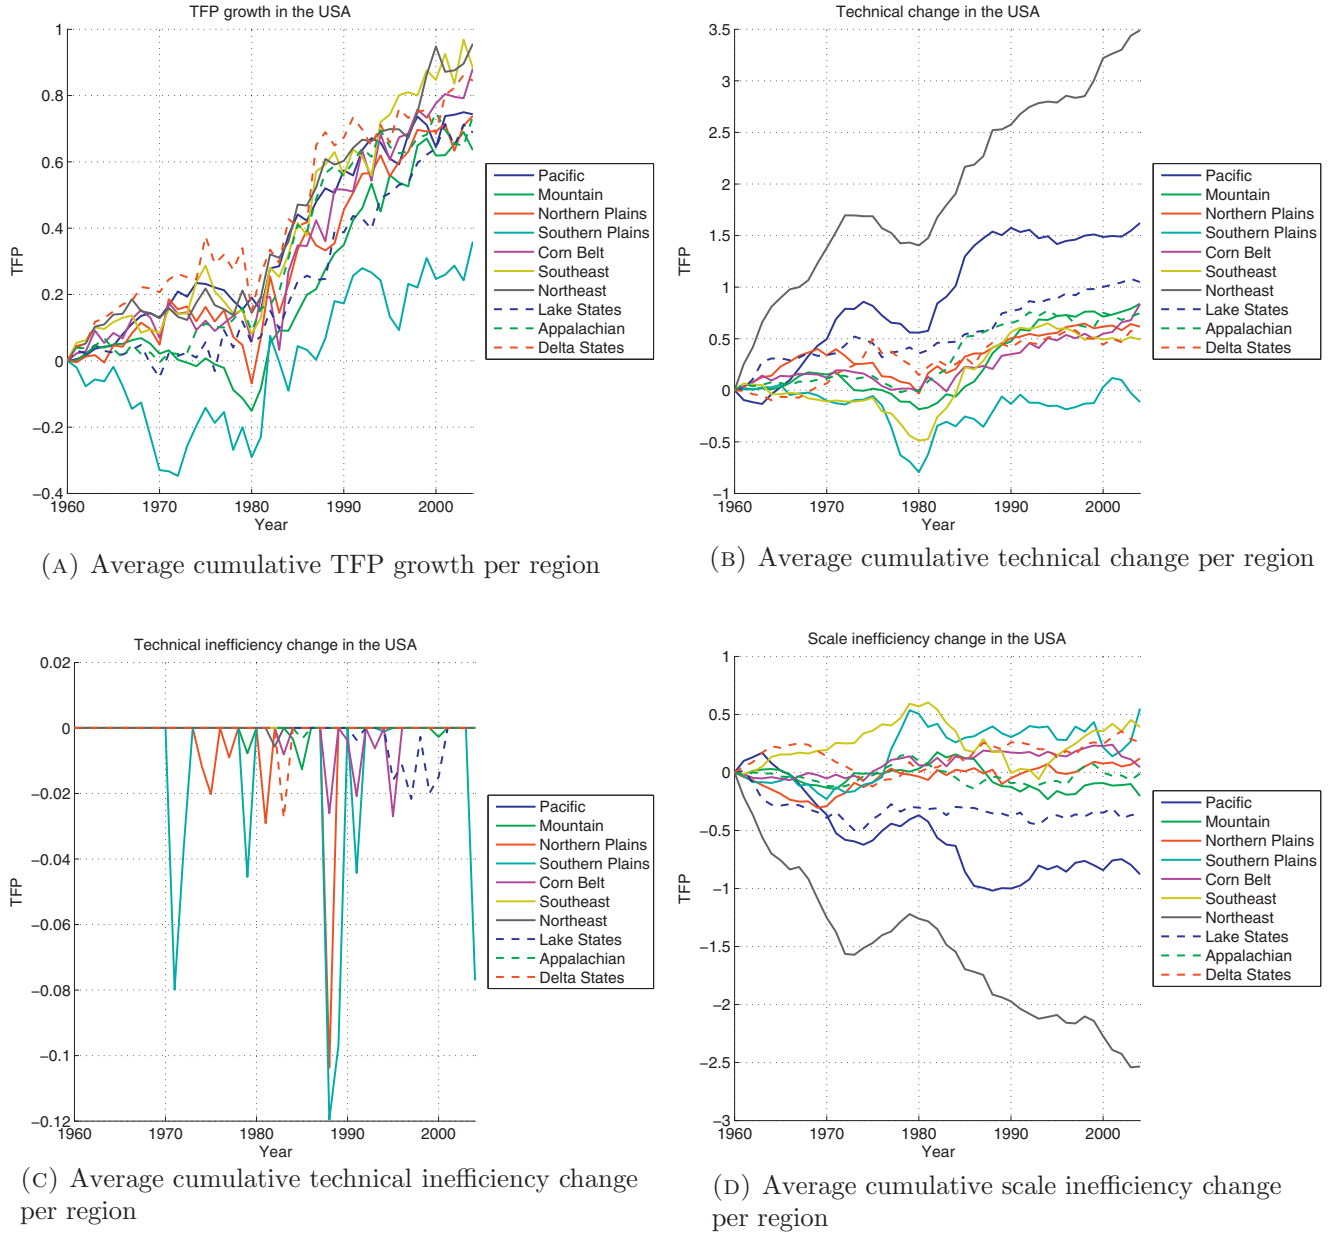 TFP growth in the USA
1
0.8
0.6
0.4
0.2
0
−0.2
−0.4
TFP
1960
1970
1980
1990
2000
Year
Pacific
Mountain
Northern Plains
Southern Plains
Corn Belt
Southeast
Northeast
Lake States
Appalachian
Delta States
(A) Average cumulative TFP growth per region
Technical change in the USA
3.5
3
2.5
2
1.5
1
0.5
0
−0.5
−1
TFP
1960
1970
1980
1990
2000
Year
Pacific
Mountain
Northern Plains
Southern Plains
Corn Belt
Southeast
Northeast
Lake States
Appalachian
Delta States
(B) Average cumulative technical change per region
Technical inefficiency change in the USA
0.02
0
−0.02
−0.04
−0.06
−0.08
−0.1
−0.12
TFP
1960
1970
1980
1990
2000
Year
Pacific
Mountain
Northern Plains
Southern Plains
Corn Belt
Southeast
Northeast
Lake States
Appalachian
Delta States
(C) Average cumulative technical inefficiency change
per region
Scale inefficiency change in the USA
1
0.5
0
−0.5
−1
−1.5
−2
−2.5
−3
TFP
1960
1970
1980
1990
2000
Year
Pacific
Mountain
Northern Plains
Southern Plains
Corn Belt
Southeast
Northeast
Lake States
Appalachian
Delta States
(D) Average cumulative scale inefficiency change
per region